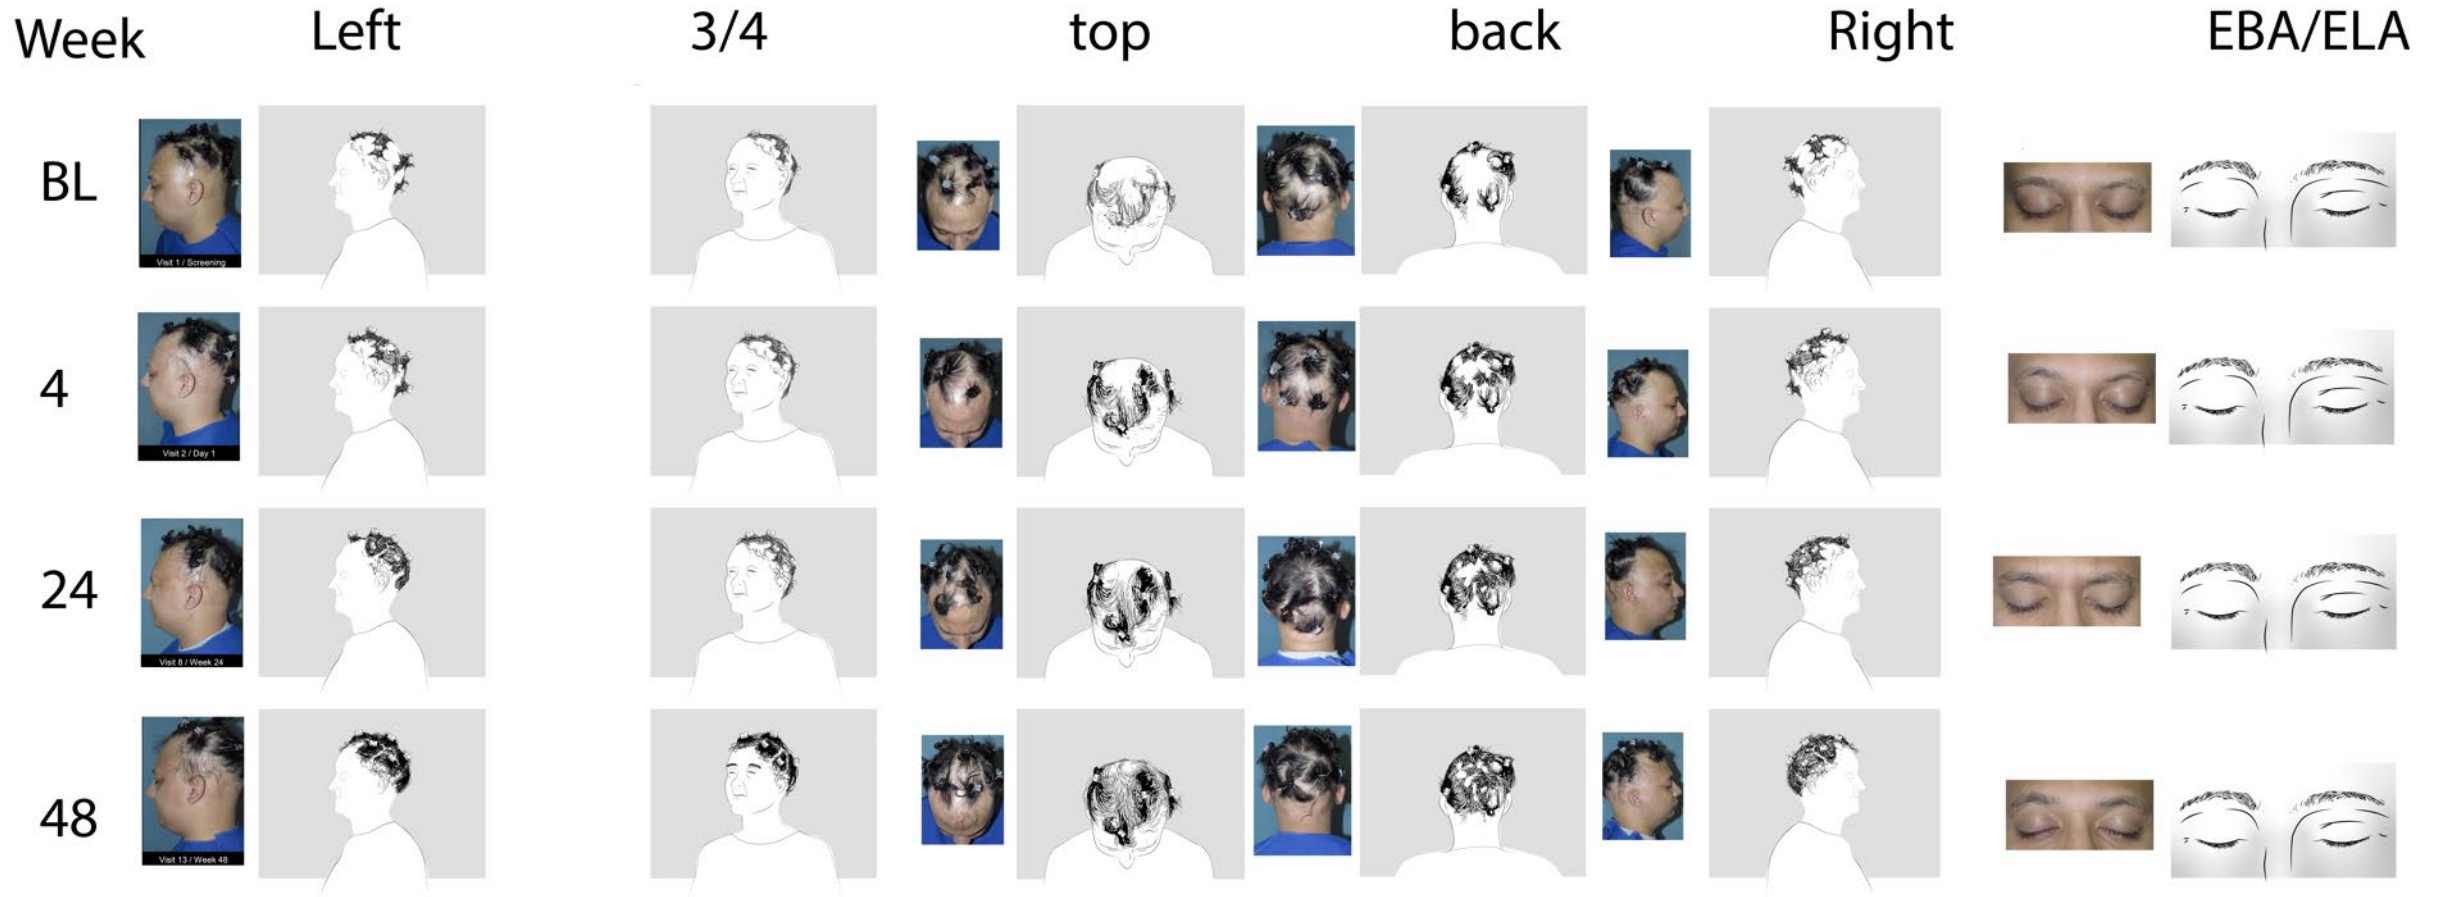 Week Left 3/4 top back Right EBA/ELA
BL
Visit 1 / Screening
4
Visit 2 / Day 1
24
Visit 8 / Week 24
48
Visit 13 / Week 48